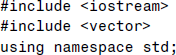 #include <iostream>
#include <vector>
using namespace std;